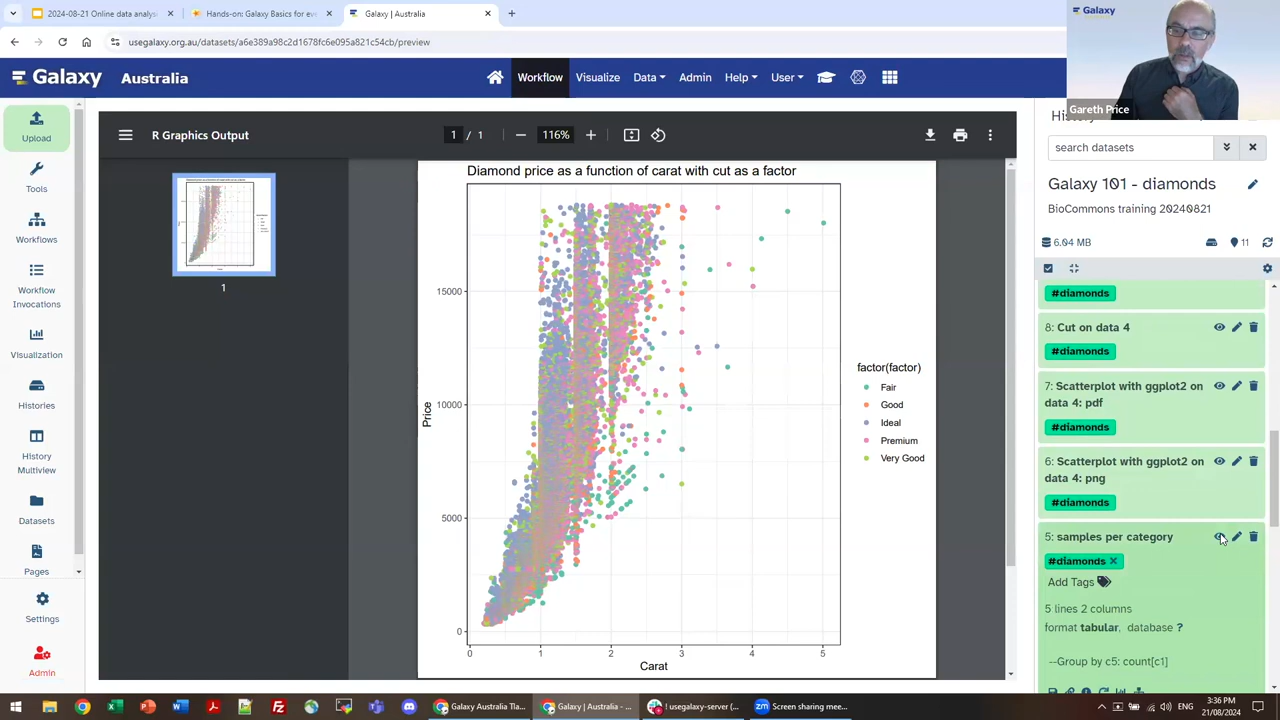 2024-08-21 Online data analysis
Hands-on: Galaxy Basics for ev
Galaxy | Australia
usegalaxy.org.au/datasets/a6e389a98c2d1678fc6e095a821c54cb/preview
Galaxy
Gareth Price
Galaxy Australia
Workflow
Visualize
Data
Admin
Help
User
Upload
Tools
Workflows
Workflow
Invocations
Visualization
Histories
History
Multiview
Datasets
Pages
Settings
Admin
R Graphics Output
1 / 1
116%
1
Diamond price as a function of carat with cut as a factor
15000
10000
5000
0
Price
0 1 2 3 4 5
Carat
factor(factor)
Fair
Good
Ideal
Premium
Very Good
search datasets
Galaxy 101 - diamonds
BioCommons training 20240821
6.04 MB
11
#diamonds
8: Cut on data 4
#diamonds
7: Scatterplot with ggplot2 on
data 4: pdf
#diamonds
6: Scatterplot with ggplot2 on
data 4: png
#diamonds
5: samples per category
#diamonds
Add Tags
5 lines 2 columns
format tabular, database ?
--Group by c5: count[c1]
Galaxy Australia Tla...
Galaxy | Australia - ...
! usegalaxy-server (...
Screen sharing mee...
3:36 PM
21/08/2024